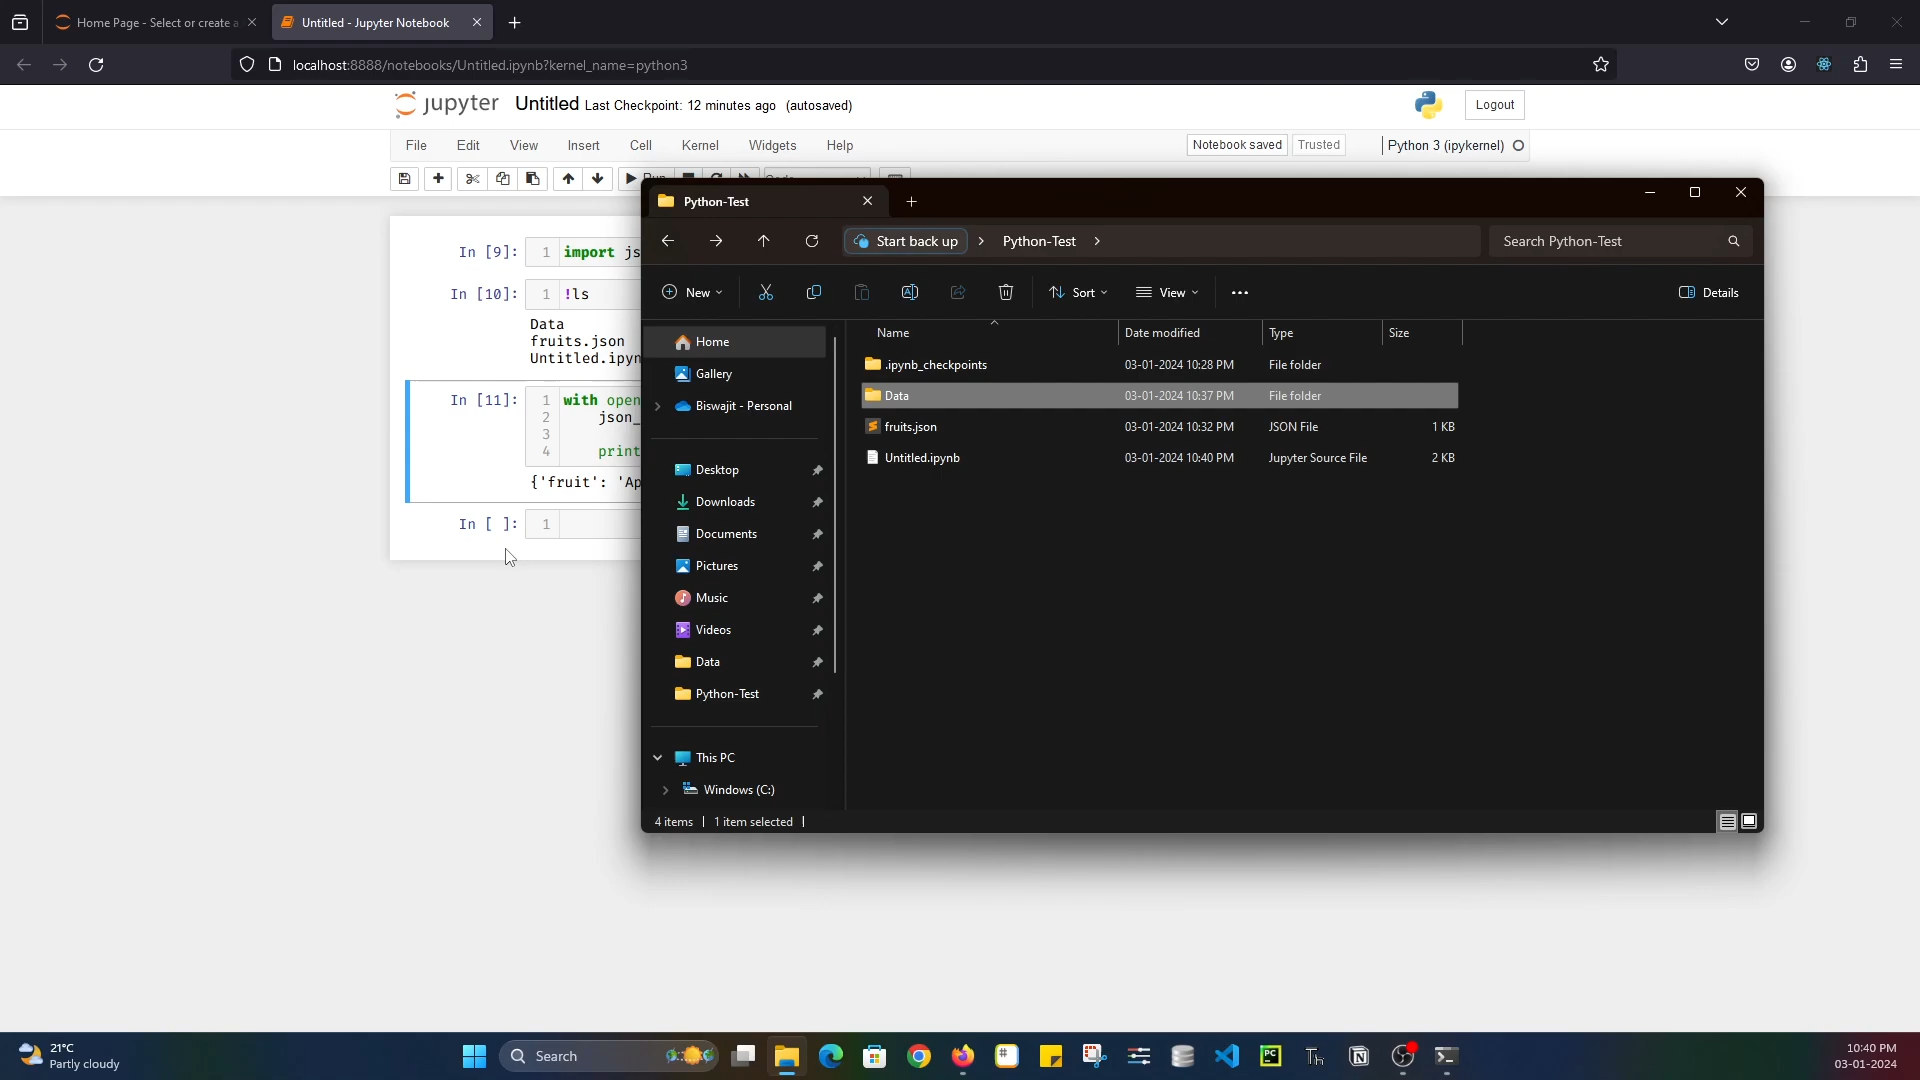 Home Page - Select or create a
Untitled - Jupyter Notebook
localhost:8888/notebooks/Untitled.ipynb?kernel_name=python3
jupyter Untitled Last Checkpoint: 12 minutes ago (autosaved)
Logout
File Edit View Insert Cell Kernel Widgets Help
Notebook saved Trusted Python 3 (ipykernel)
In [9]: 1 import js
In [10]: 1 !ls
Data
fruits.json
Untitled.ipyn
In [11]: 1 with open
2 json_
3
4 print
{'fruit': 'Ap
In [ ]: 1
Python-Test
Start back up > Python-Test >
Search Python-Test
New Sort View Details
Home
Gallery
Biswajit - Personal
Desktop
Downloads
Documents
Pictures
Music
Videos
Data
Python-Test
This PC
Windows (C:)
Name Date modified Type Size
.ipynb_checkpoints 03-01-2024 10:28 PM File folder
Data 03-01-2024 10:37 PM File folder
fruits.json 03-01-2024 10:32 PM JSON File 1 KB
Untitled.ipynb 03-01-2024 10:40 PM Jupyter Source File 2 KB
4 items 1 item selected
21°C
Partly cloudy
Search
PC
Th
10:40 PM
03-01-2024